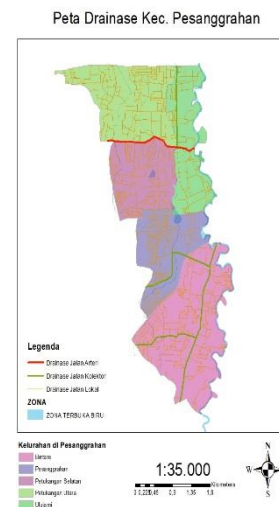 Peta Drainase Kec. Pesanggrahan
Legenda
Drainase Jalan Arteri
Drainase Jalan Kolektor
Drainase Jalan Lokal
ZONA
ZONA TERBUKA BIRU
Kelurahan di Pesanggrahan
Bintaro
Pesanggrahan
Petukangan Selatan
Petukangan Utara
Ulujami
1:35.000
Kilometers
N
W